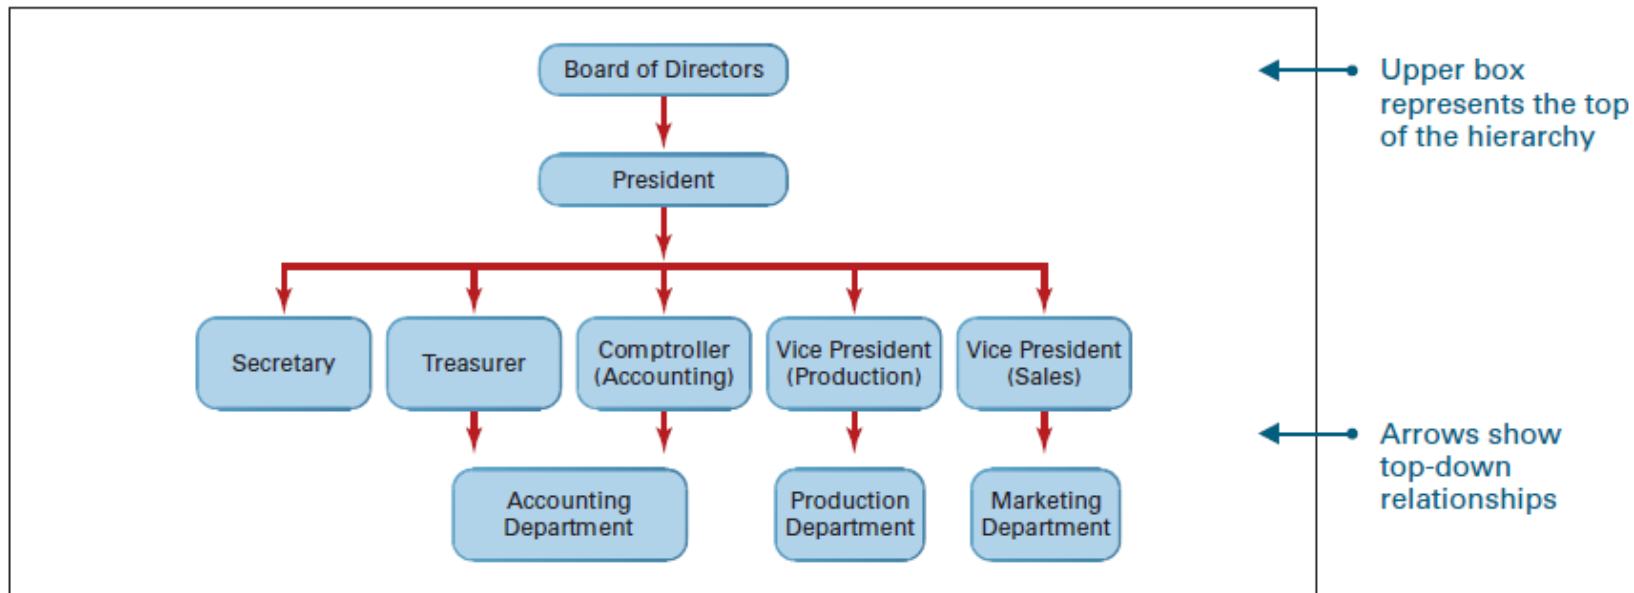 Board of Directors
President
Secretary
Treasurer
Comptroller
(Accounting)
Vice President
(Production)
Vice President
(Sales)
Accounting
Department
Production
Department
Marketing
Department
Upper box
represents the top
of the hierarchy
Arrows show
top-down
relationships